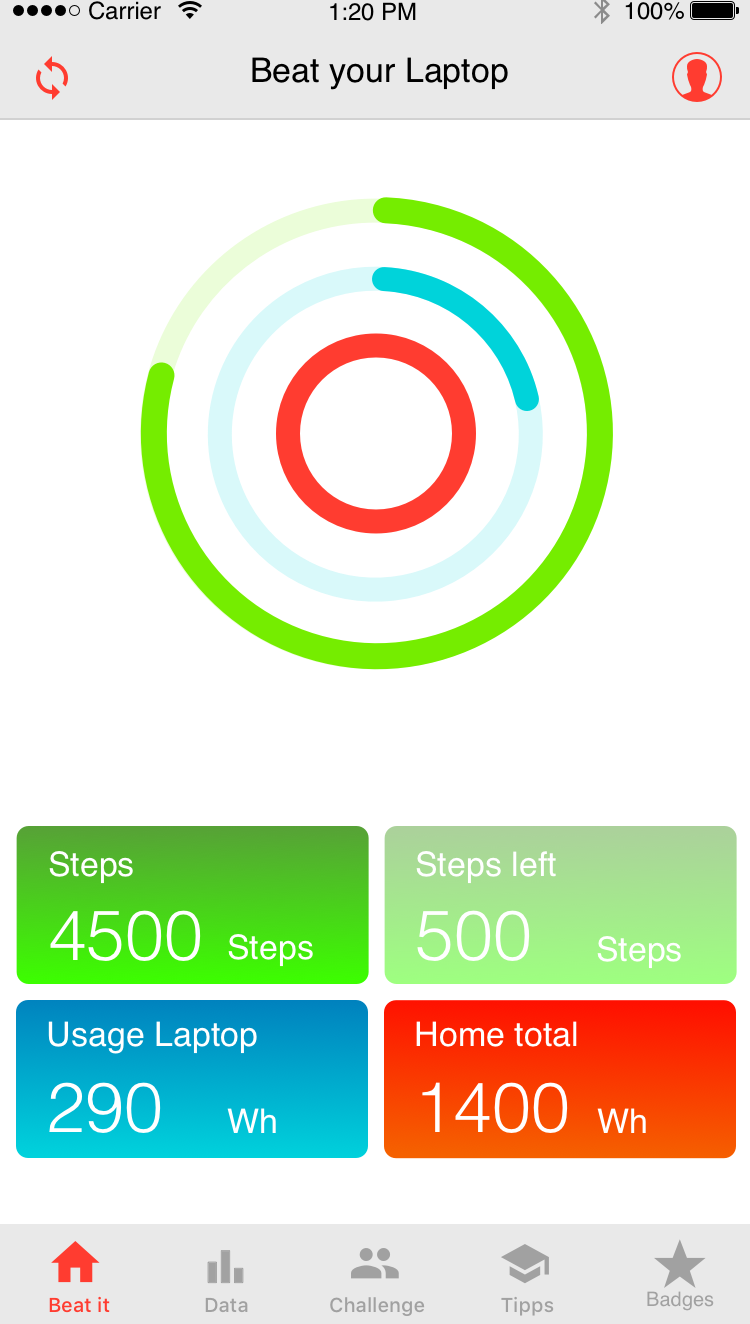 Carrier 1:20 PM 100%
Beat your Laptop
Steps
4500 Steps
Steps left
500 Steps
Usage Laptop
290 Wh
Home total
1400 Wh
Beat it Data Challenge Tipps Badges